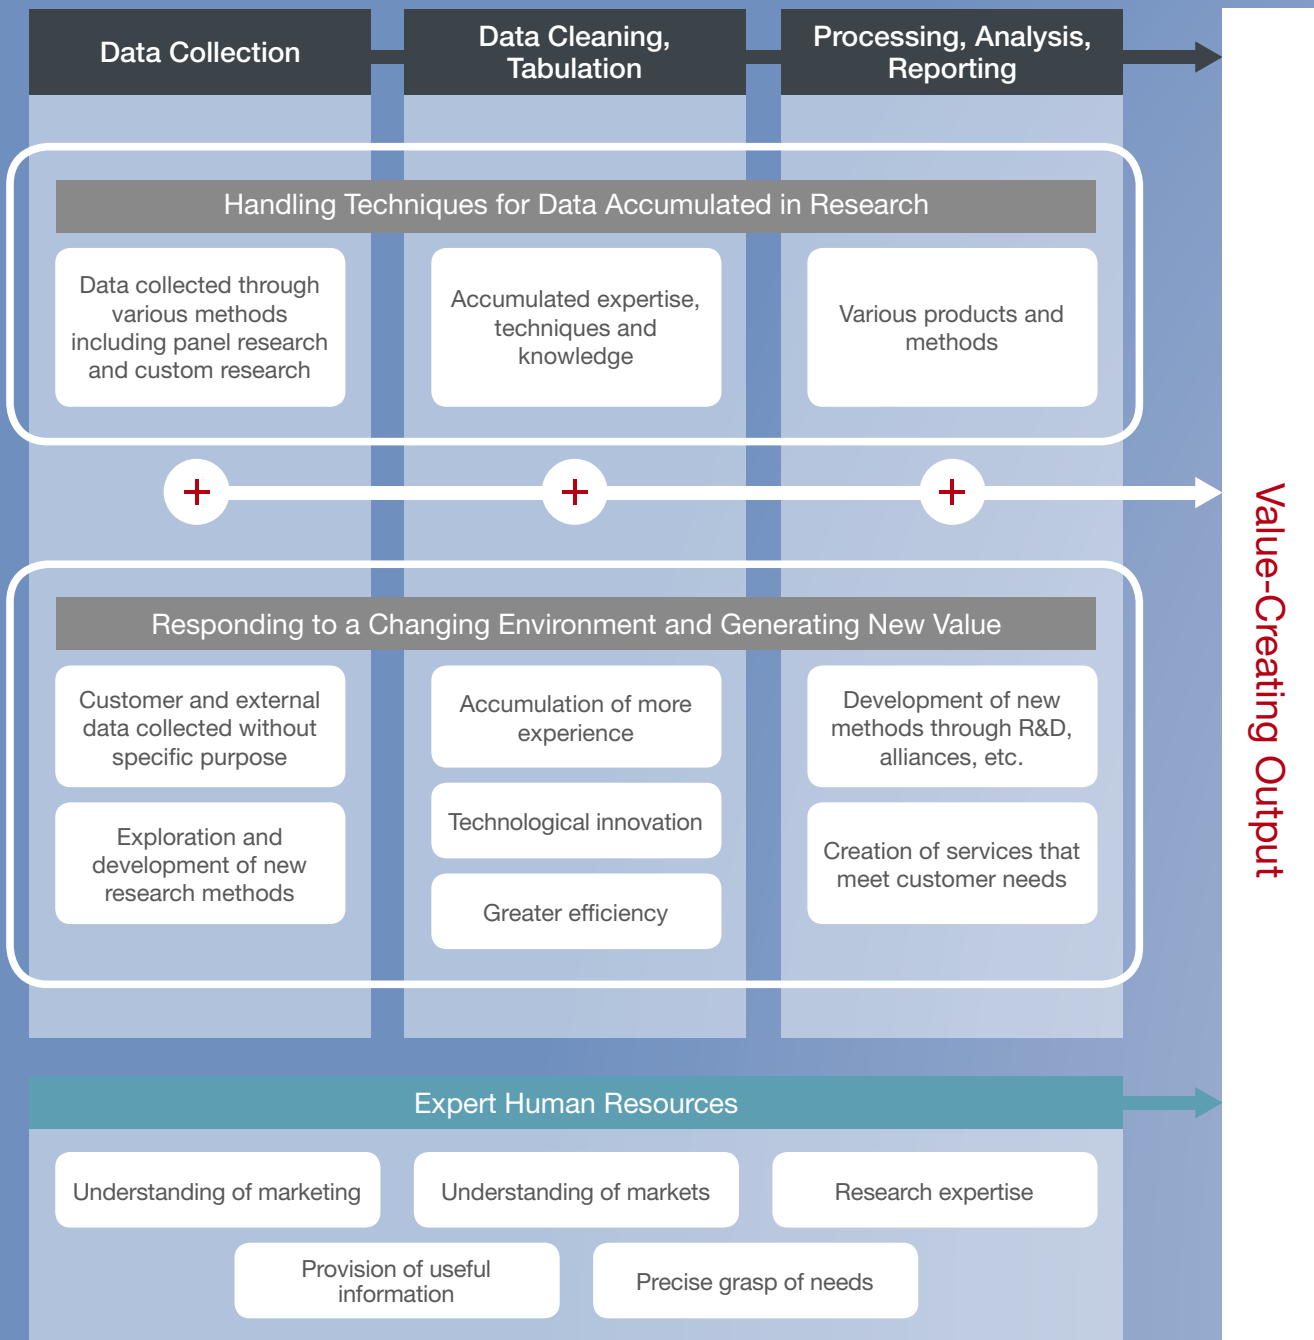 Data Collection
Data Cleaning,
Tabulation
Processing, Analysis,
Reporting
Handling Techniques for Data Accumulated in Research
Data collected through
various methods
including panel research
and custom research
Accumulated expertise,
techniques and
knowledge
Various products and
methods
+
+
+
Responding to a Changing Environment and Generating New Value
Customer and external
data collected without
specific purpose
Exploration and
development of new
research methods
Accumulation of more
experience
Technological innovation
Greater efficiency
Development of new
methods through R&D,
alliances, etc.
Creation of services that
meet customer needs
Expert Human Resources
Understanding of marketing
Understanding of markets
Research expertise
Provision of useful
information
Precise grasp of needs
Value-Creating Output